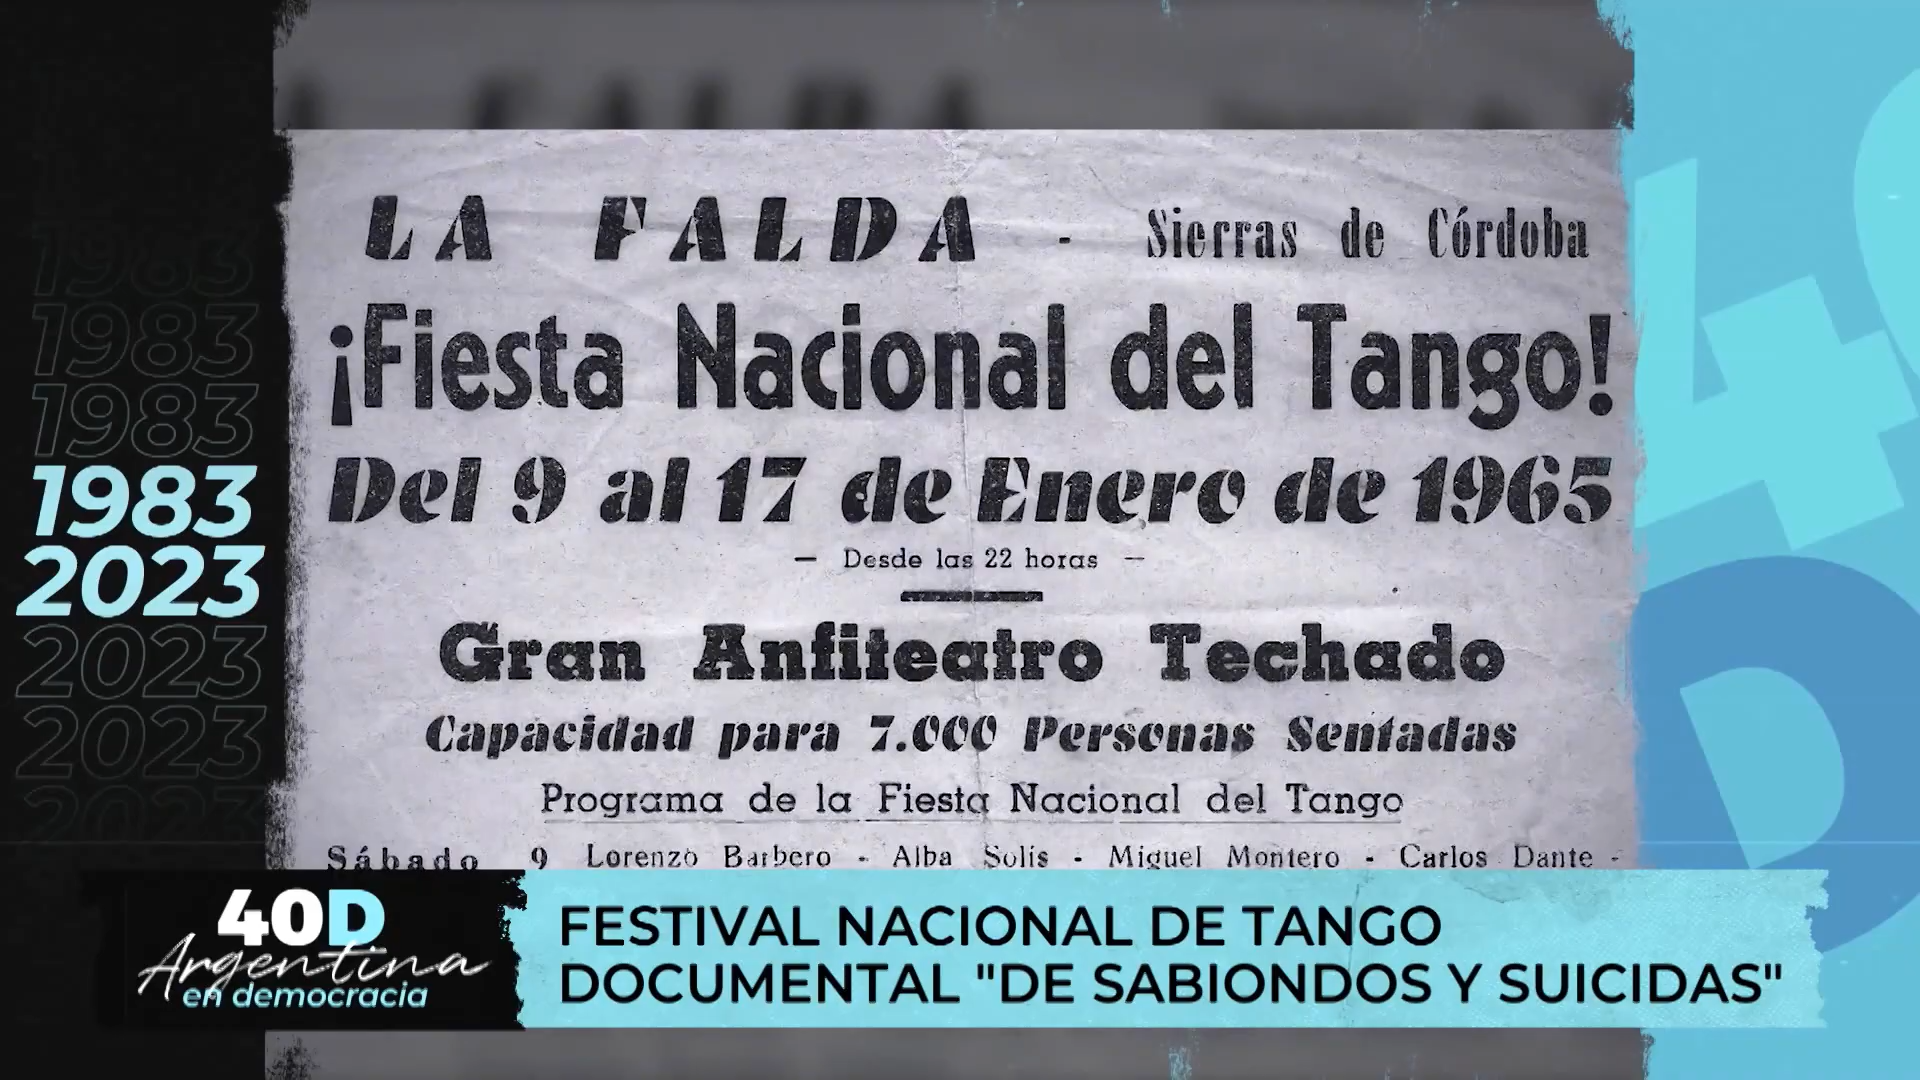 LA FALDA - Sierras de Córdoba
¡Fiesta Nacional del Tango!
Del 9 al 17 de Enero de 1965
— Desde las 22 horas —
Gran Anfiteatro Techado
Capacidad para 7.000 Personas Sentadas
Programa de la Fiesta Nacional del Tango
Sábado 9 Lorenzo Barbero - Alba Solís - Miguel Montero - Carlos Dante -
1983
1983
1983
1983
2023
2023
2023
2023
40D
Argentina
en democracia
FESTIVAL NACIONAL DE TANGO
DOCUMENTAL "DE SABIONDOS Y SUICIDAS"
40
D